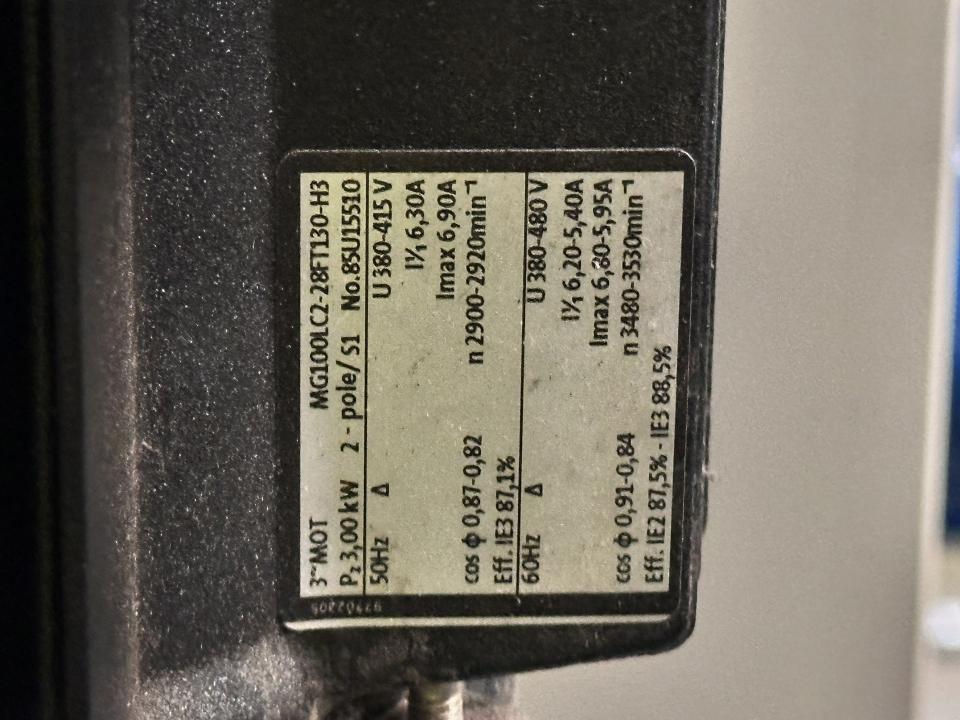 3~MOT MG100LC2-28FT130-H3
P₂ 3,00 kW 2 - pole/ S1 No.85U15510
50Hz Δ U 380-415 V
I1/1 6,30A
Imax 6,90A
cos φ 0,87-0,82 n 2900-2920min⁻¹
Eff. IE3 87,1%
60Hz Δ U 380-480 V
I1/1 6,20-5,40A
Imax 6,80-5,95A
cos φ 0,91-0,84 n 3480-3530min⁻¹
Eff. IE2 87,5% - IE3 88,5%